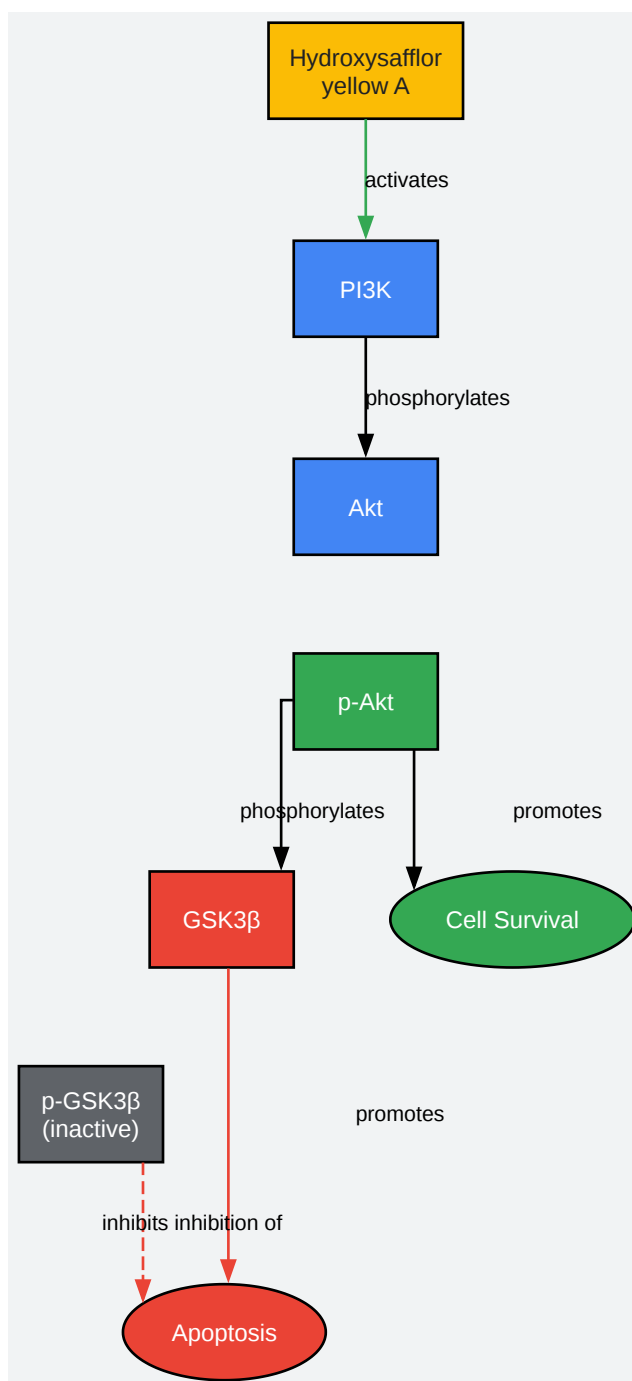 Hydroxysafflor
yellow A
activates
PI3K
phosphorylates
Akt
p-Akt
phosphorylates
promotes
GSK3β
Cell Survival
p-GSK3β
(inactive)
promotes
inhibits inhibition of
Apoptosis